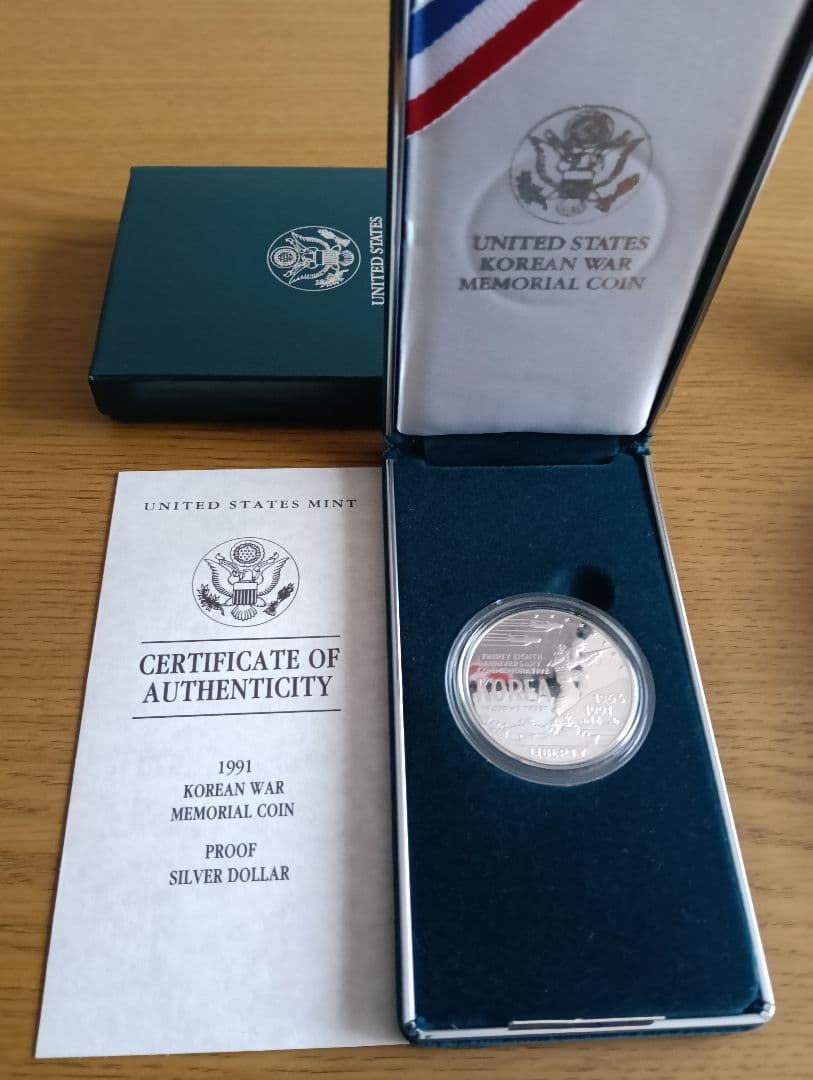 UNITED STATES
UNITED STATES
KOREAN WAR
MEMORIAL COIN
UNITED STATES MINT
CERTIFICATE OF
AUTHENTICITY
1991
KOREAN WAR
MEMORIAL COIN
PROOF
SILVER DOLLAR
THIRTY EIGHTH
ANNIVERSARY
COMMEMORATIVE
KOREA
IN GOD WE TRUST
1953
1991
LIBERTY